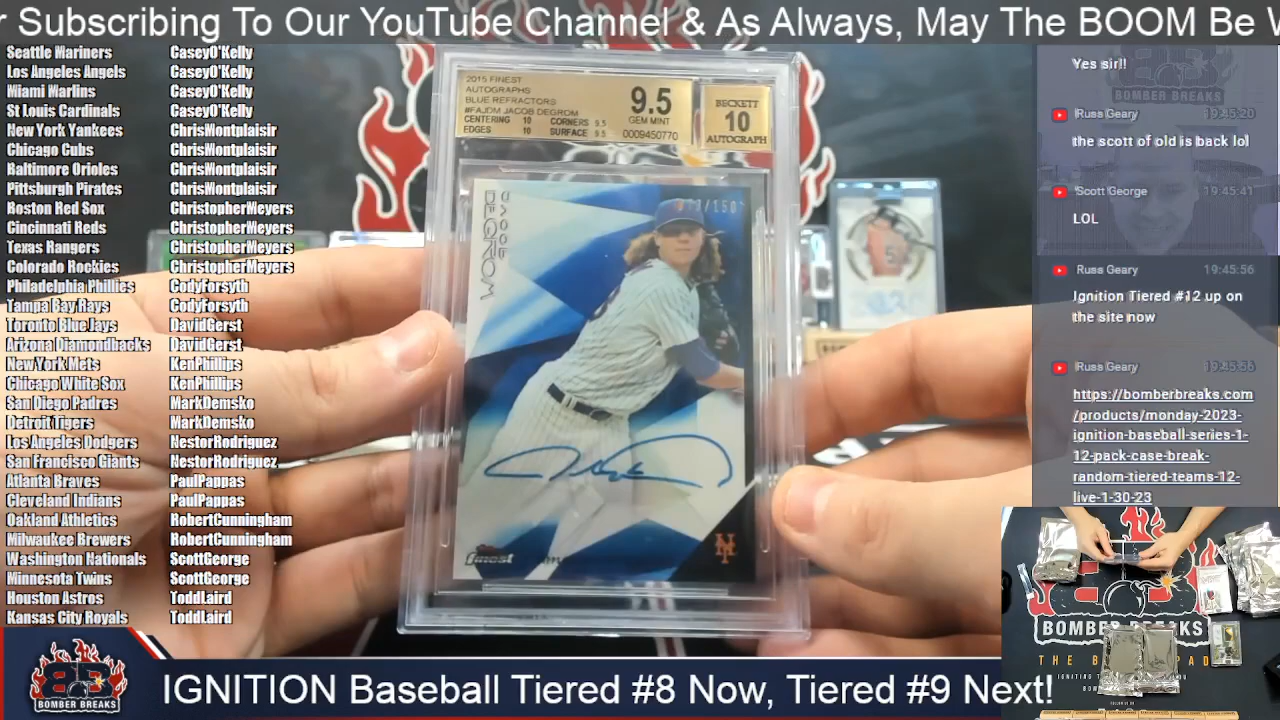 r Subscribing To Our YouTube Channel & As Always, May The BOOM Be W
Seattle Mariners CaseyO'Kelly
Los Angeles Angels CaseyO'Kelly
Miami Marlins CaseyO'Kelly
St Louis Cardinals CaseyO'Kelly
New York Yankees ChrisMontplaisir
Chicago Cubs ChrisMontplaisir
Baltimore Orioles ChrisMontplaisir
Pittsburgh Pirates ChrisMontplaisir
Boston Red Sox ChristopherMeyers
Cincinnati Reds ChristopherMeyers
Texas Rangers ChristopherMeyers
Colorado Rockies ChristopherMeyers
Philadelphia Phillies CodyForsyth
Tampa Bay Rays CodyForsyth
Toronto Blue Jays DavidGerst
Arizona Diamondbacks DavidGerst
New York Mets KenPhillips
Chicago White Sox KenPhillips
San Diego Padres MarkDemsko
Detroit Tigers MarkDemsko
Los Angeles Dodgers NestorRodriguez
San Francisco Giants NestorRodriguez
Atlanta Braves PaulPappas
Cleveland Indians PaulPappas
Oakland Athletics RobertCunningham
Milwaukee Brewers RobertCunningham
Washington Nationals ScottGeorge
Minnesota Twins ScottGeorge
Houston Astros ToddLaird
Kansas City Royals ToddLaird
2015 FINEST
AUTOGRAPHS
BLUE REFRACTORS
#FAJDM JACOB DEGROM
CENTERING 10 CORNERS 9.5
EDGES 10 SURFACE 9.5
9.5
GEM MINT
0009450770
BECKETT
10
AUTOGRAPH
JACOB
DEGROM
/150
finest
NY
Yes sir!!
BOMBER BREAKS
Russ Geary 19:45:20
the scott of old is back lol
Scott George 19:45:41
LOL
Russ Geary 19:45:56
Ignition Tiered #12 up on
the site now
Russ Geary 19:45:56
https://bomberbreaks.com
/products/monday-2023-
ignition-baseball-series-1-
12-pack-case-break-
random-tiered-teams-12-
live-1-30-23
BOMBER BREAKS
BOMBER BREAKS
IGNITION Baseball Tiered #8 Now, Tiered #9 Next!